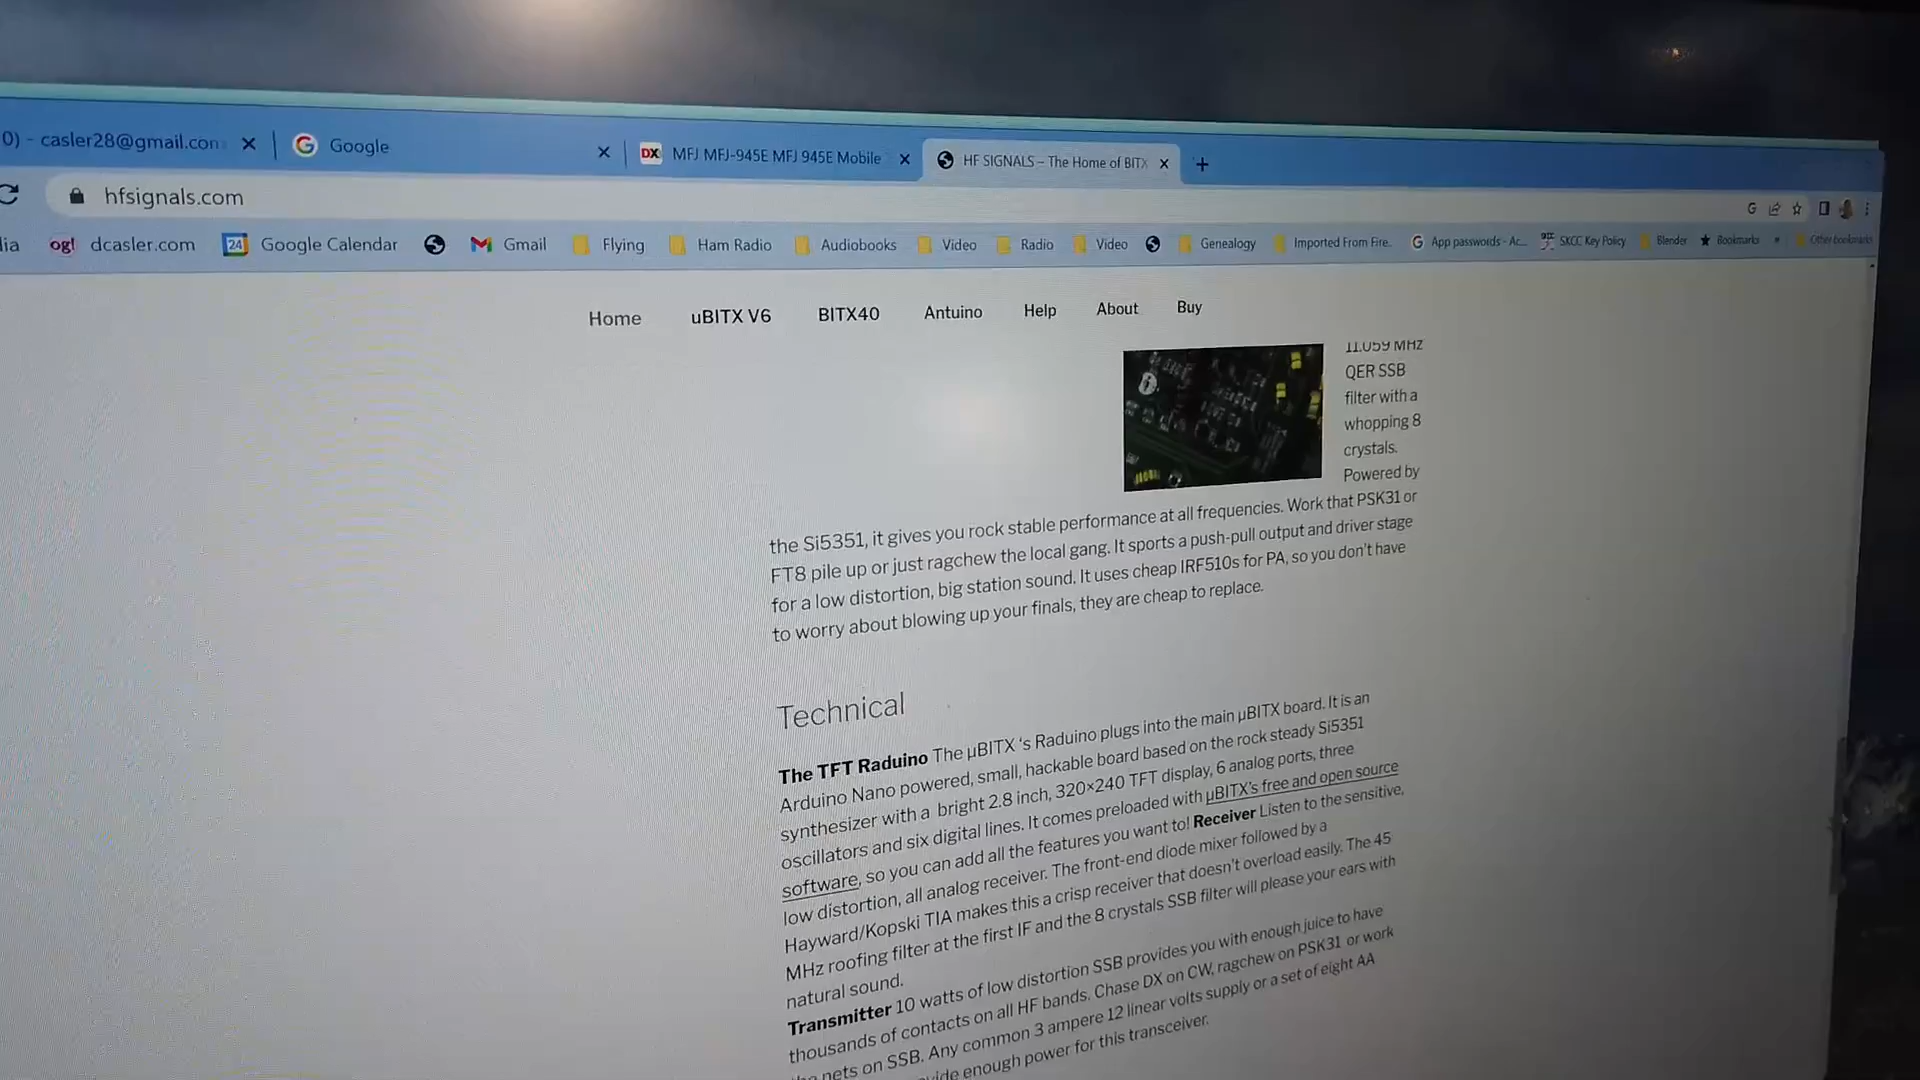 0) - casler28@gmail.com
Google
DX MFJ MFJ-945E MFJ 945E Mobile
HF SIGNALS – The Home of BITX
hfsignals.com
dia
og! dcasler.com
24 Google Calendar
Gmail
Flying
Ham Radio
Audiobooks
Video
Radio
Video
Genealogy
Imported From Fire..
App passwords - Ac...
SKCC Key Policy
Blender
Bookmarks
Other bookmarks
Home uBITX V6 BITX40 Antuino Help About Buy
11.059 MHz
QER SSB
filter with a
whopping 8
crystals.
Powered by
the Si5351, it gives you rock stable performance at all frequencies. Work that PSK31 or
FT8 pile up or just ragchew the local gang. It sports a push-pull output and driver stage
for a low distortion, big station sound. It uses cheap IRF510s for PA, so you don't have
to worry about blowing up your finals, they are cheap to replace.
Technical
The TFT Raduino The µBITX 's Raduino plugs into the main µBITX board. It is an
Arduino Nano powered, small, hackable board based on the rock steady Si5351
synthesizer with a bright 2.8 inch, 320×240 TFT display, 6 analog ports, three
oscillators and six digital lines. It comes preloaded with µBITX's free and open source
software, so you can add all the features you want to! Receiver Listen to the sensitive,
low distortion, all analog receiver. The front-end diode mixer followed by a
Hayward/Kopski TIA makes this a crisp receiver that doesn't overload easily. The 45
MHz roofing filter at the first IF and the 8 crystals SSB filter will please your ears with
natural sound.
Transmitter 10 watts of low distortion SSB provides you with enough juice to have
thousands of contacts on all HF bands. Chase DX on CW, ragchew on PSK31 or work
nets on SSB. Any common 3 ampere 12 linear volts supply or a set of eight AA
enough power for this transceiver.